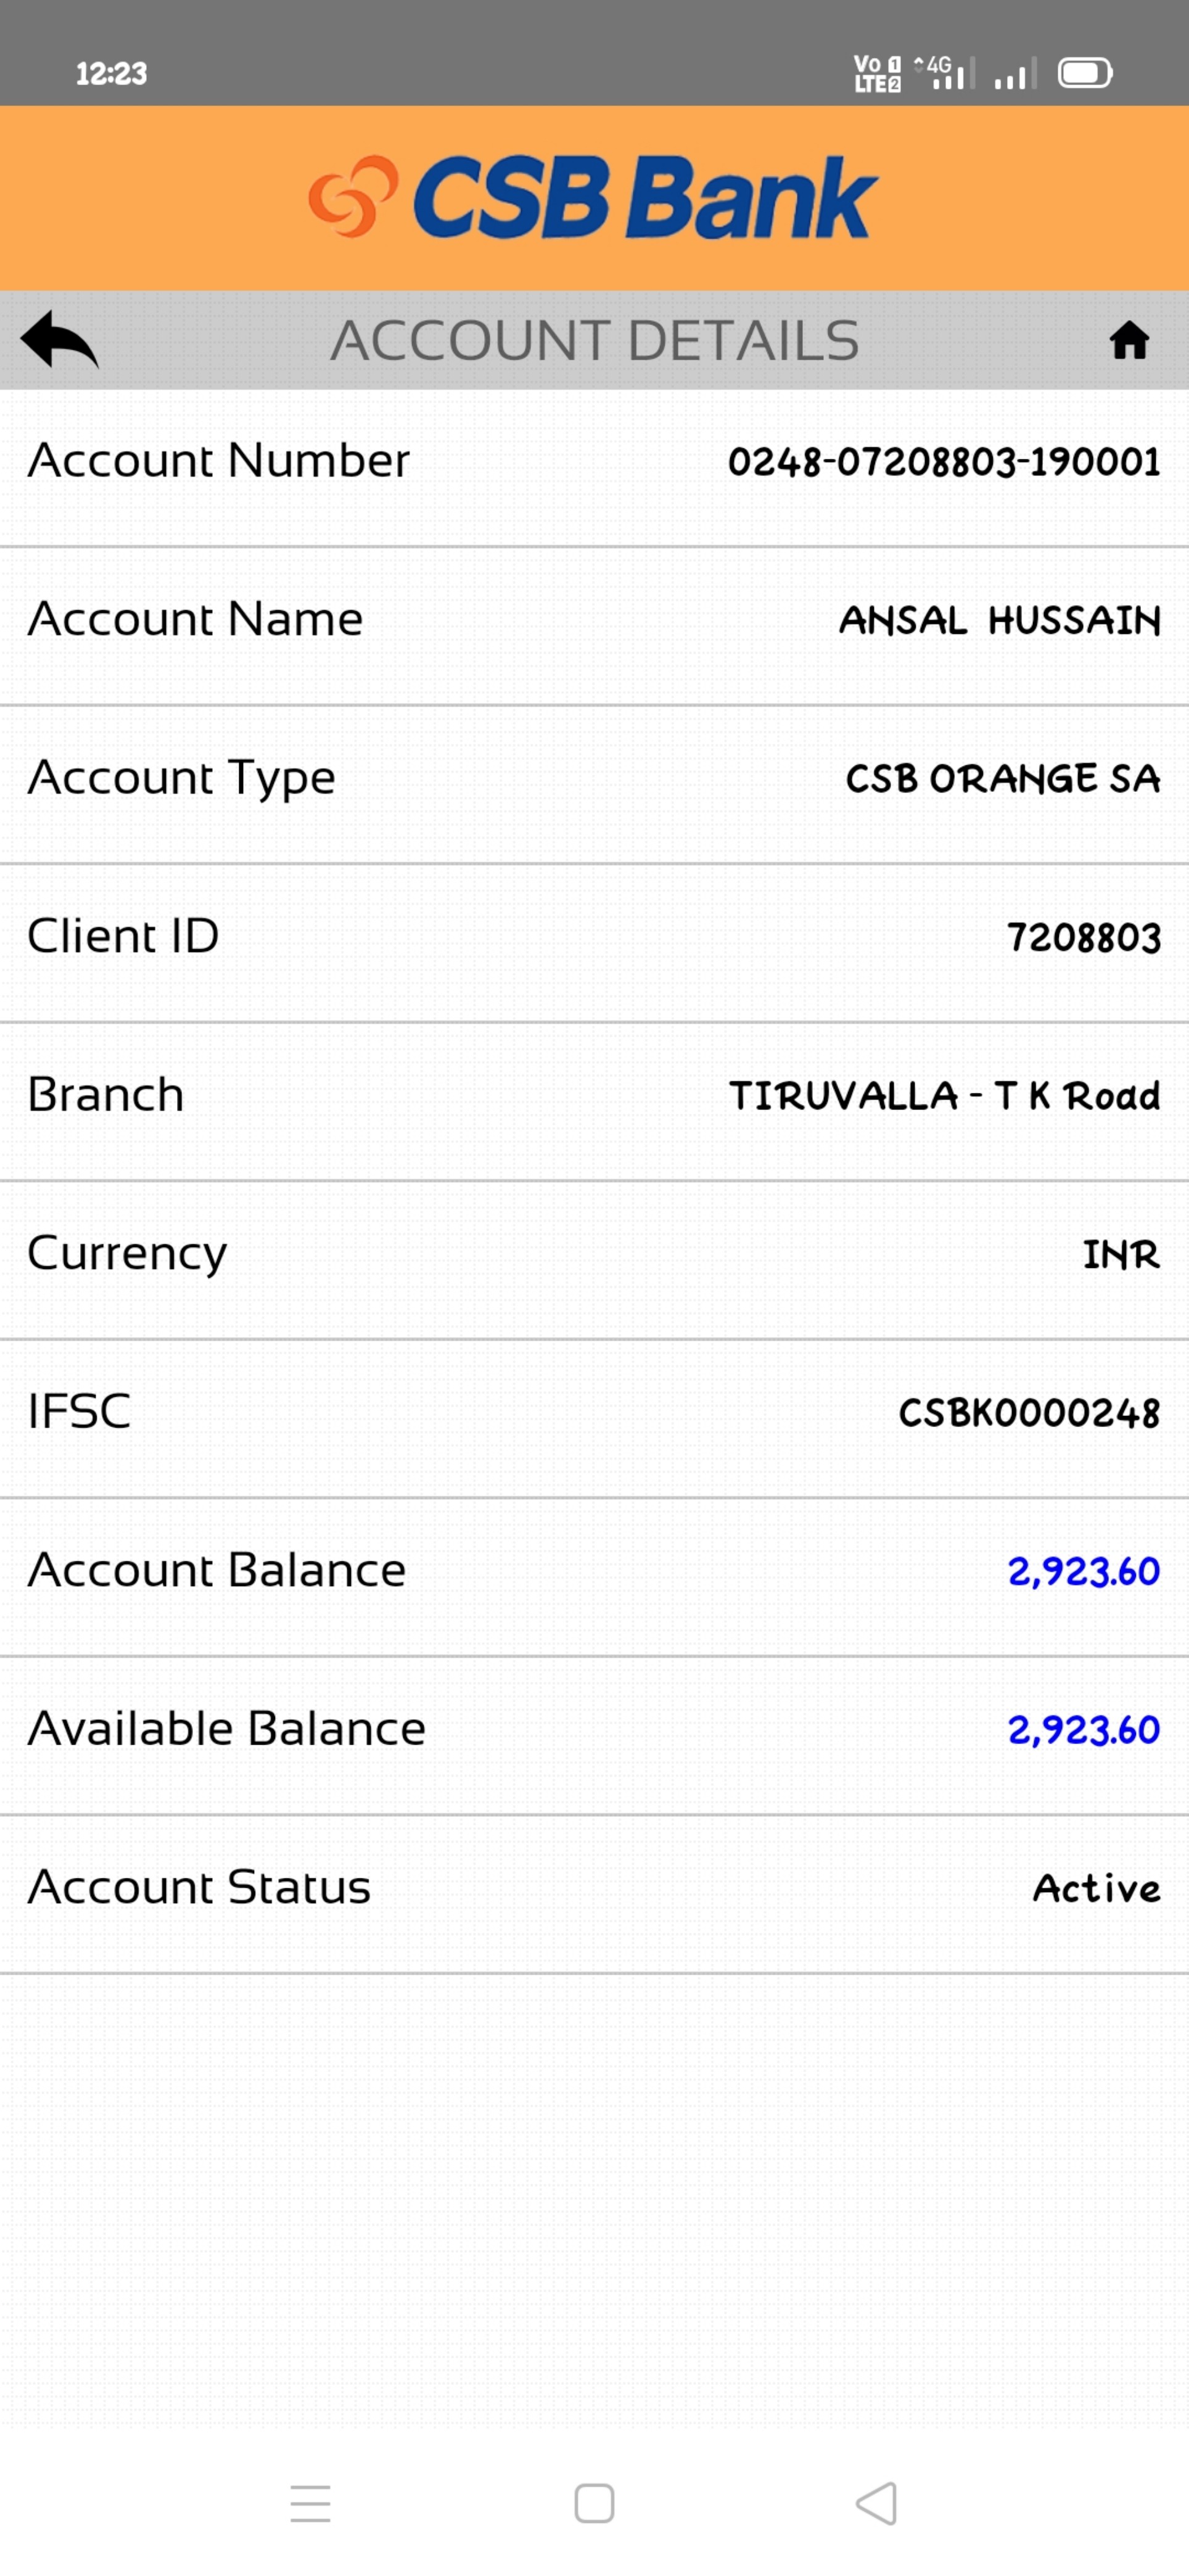 12:23 Vo 1 LTE 2 4G
CSB Bank
ACCOUNT DETAILS
Account Number 0248-07208803-190001
Account Name ANSAL HUSSAIN
Account Type CSB ORANGE SA
Client ID 7208803
Branch TIRUVALLA - T K Road
Currency INR
IFSC CSBK0000248
Account Balance 2,923.60
Available Balance 2,923.60
Account Status Active